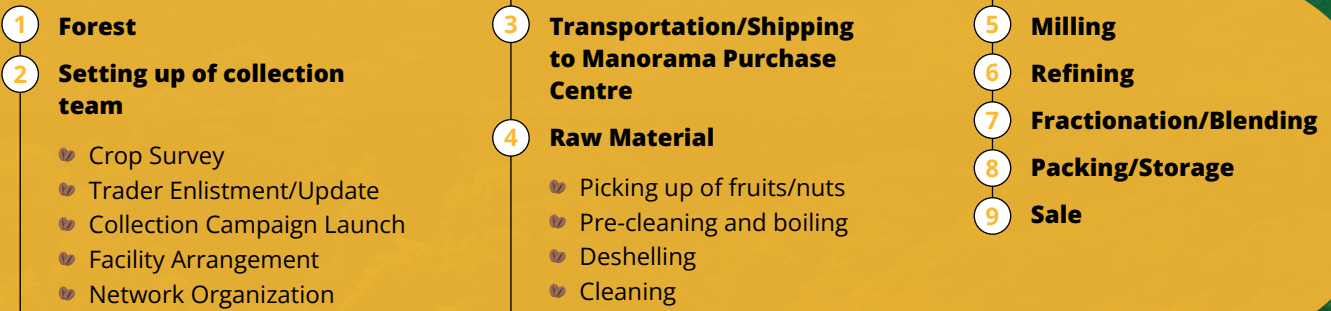 1 Forest
2 Setting up of collection
team
Crop Survey
Trader Enlistment/Update
Collection Campaign Launch
Facility Arrangement
Network Organization
3 Transportation/Shipping
to Manorama Purchase
Centre
4 Raw Material
Picking up of fruits/nuts
Pre-cleaning and boiling
Deshelling
Cleaning
5 Milling
6 Refining
7 Fractionation/Blending
8 Packing/Storage
9 Sale